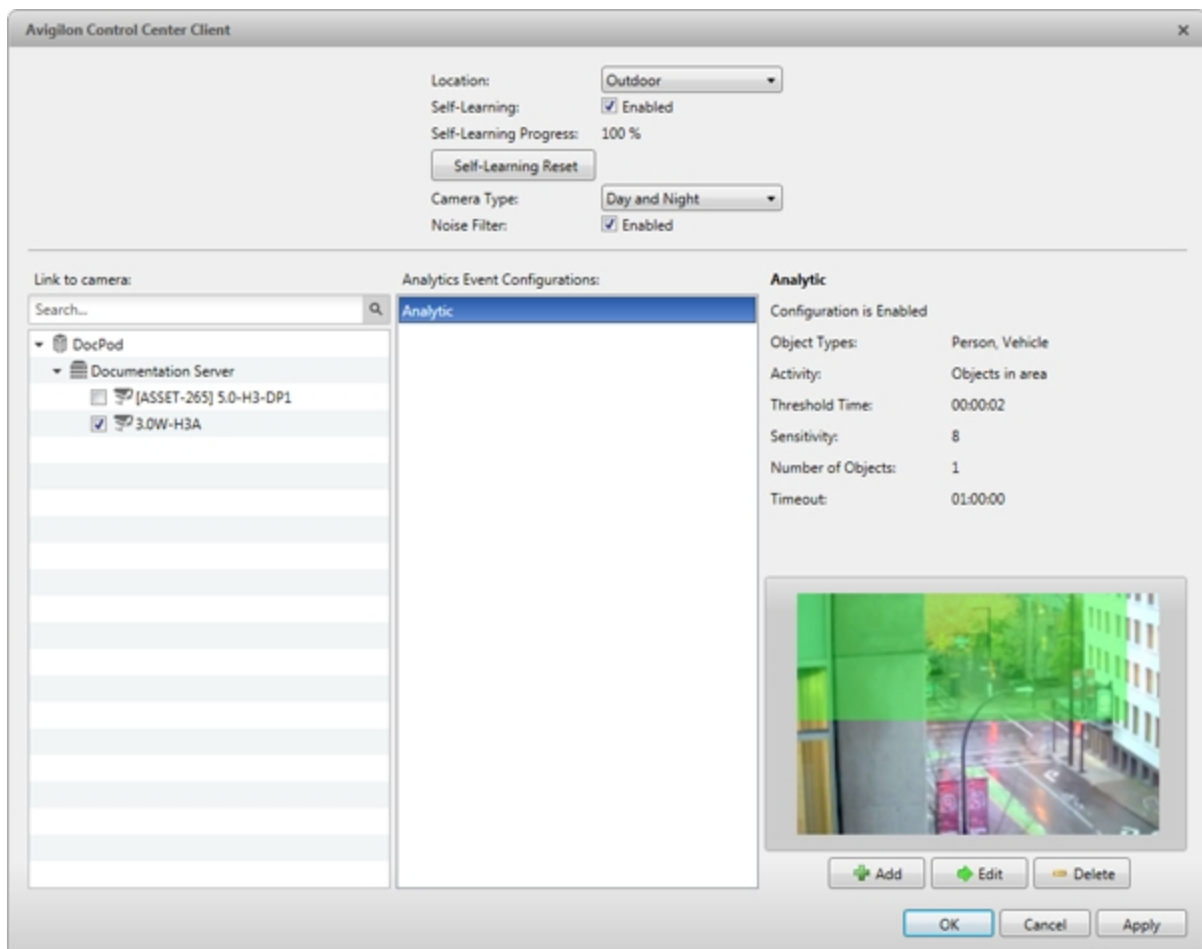 Avigilon Control Center Client
Location: Outdoor
Self-Learning: Enabled
Self-Learning Progress: 100 %
Self-Learning Reset
Camera Type: Day and Night
Noise Filter: Enabled
Link to camera:
Search...
DocPod
Documentation Server
[ASSET-265] 5.0-H3-DP1
3.0W-H3A
Analytics Event Configurations:
Analytic
Analytic
Configuration is Enabled
Object Types: Person, Vehicle
Activity: Objects in area
Threshold Time: 00:00:02
Sensitivity: 8
Number of Objects: 1
Timeout: 01:00:00
Add Edit Delete
OK Cancel Apply